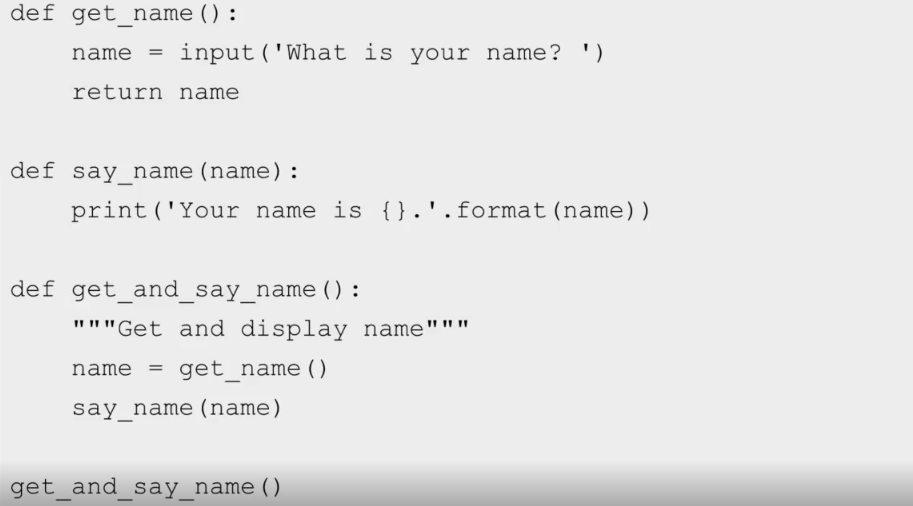 def get_name():
    name = input('What is your name? ')
    return name
def say_name(name):
    print('Your name is {}.'.format(name))
def get_and_say_name():
    """Get and display name"""
    name = get_name()
    say_name(name)
get_and_say_name()